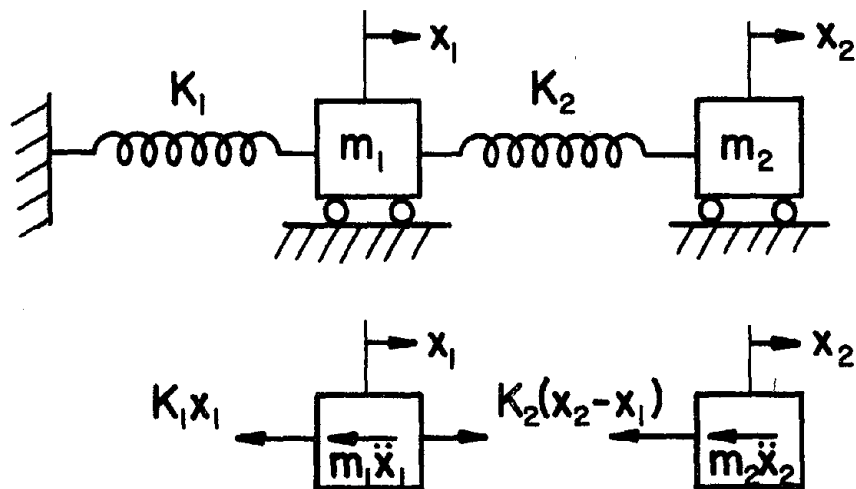 x₁ x₂
K₁ K₂
m₁ m₂
x₁ x₂
K₁x₁ K₂(x₂-x₁)
m₁ẍ₁ m₂ẍ₂